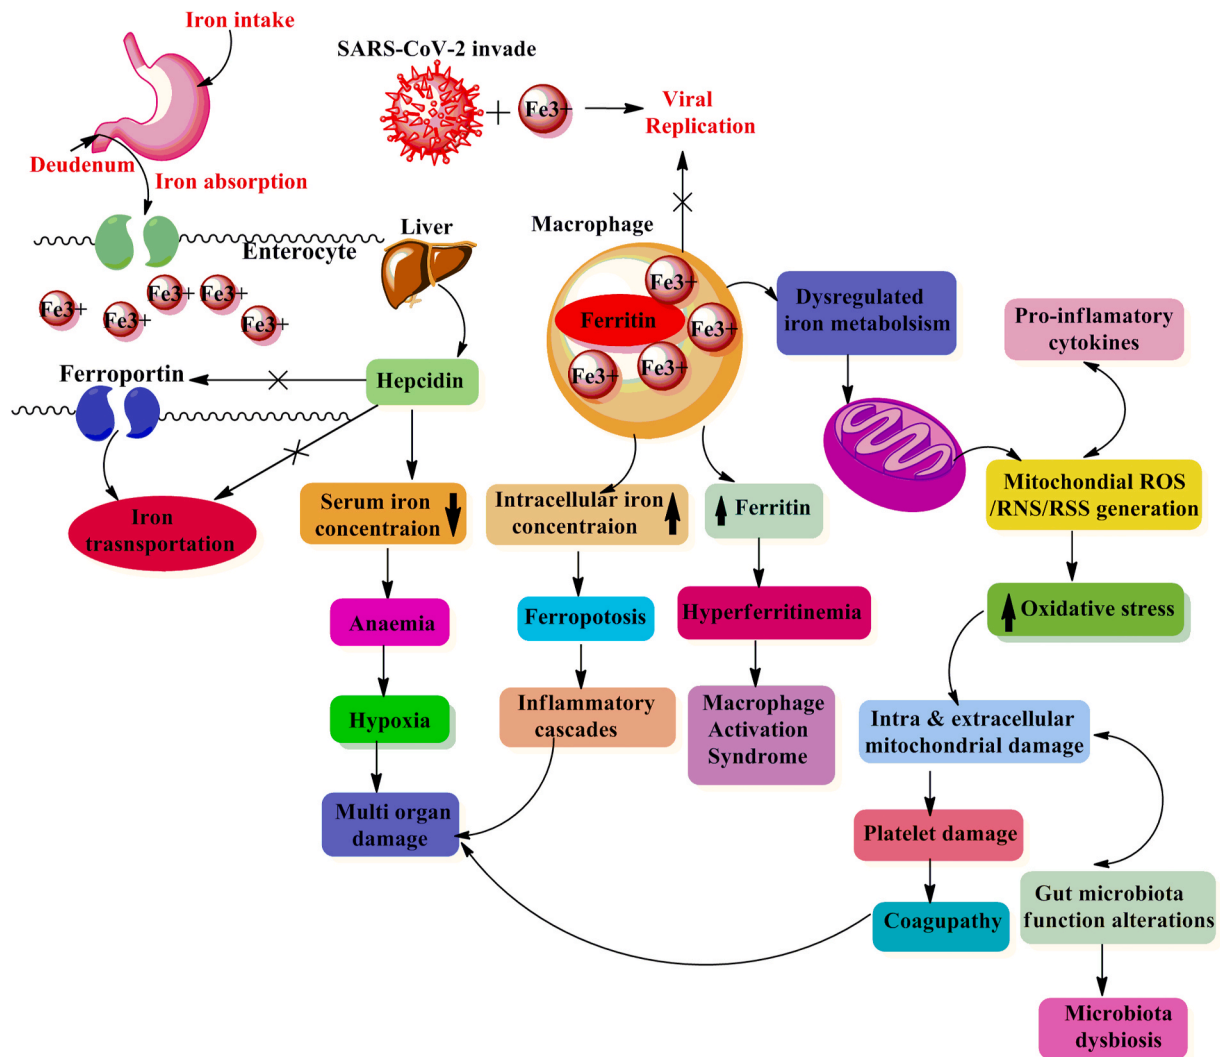 Iron intake
SARS-CoV-2 invade
Fe3+
Viral
Replication
Deudenum
Iron absorption
Enterocyte
Liver
Macrophage
Fe3+
Fe3+
Fe3+
Fe3+
Fe3+
Fe3+
Ferritin
Fe3+
Fe3+
Fe3+
Dysregulated
iron metabolsism
Pro-inflamatory
cytokines
Ferroportin
Hepcidin
Iron
trasnsportation
Serum iron
concentraion
Intracellular iron
concentraion
Ferritin
Mitochondial ROS
/RNS/RSS generation
Anaemia
Ferropotosis
Hyperferritinemia
Oxidative stress
Hypoxia
Inflammatory
cascades
Macrophage
Activation
Syndrome
Intra & extracellular
mitochondrial damage
Multi organ
damage
Platelet damage
Coagupathy
Gut microbiota
function alterations
Microbiota
dysbiosis